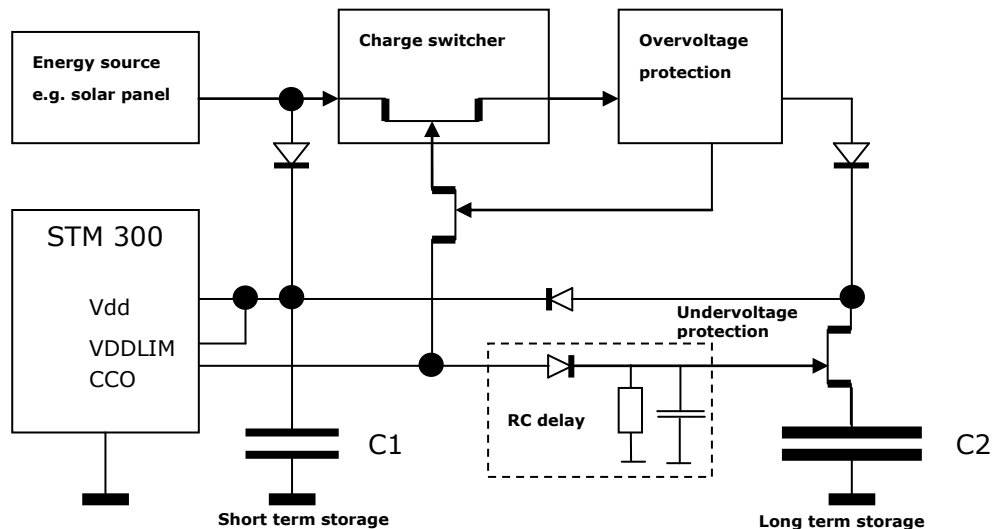 Energy source
e.g. solar panel
Charge switcher
Overvoltage
protection
STM 300
Vdd
VDDLIM
CCO
Undervoltage
protection
RC delay
C1
C2
Short term storage
Long term storage